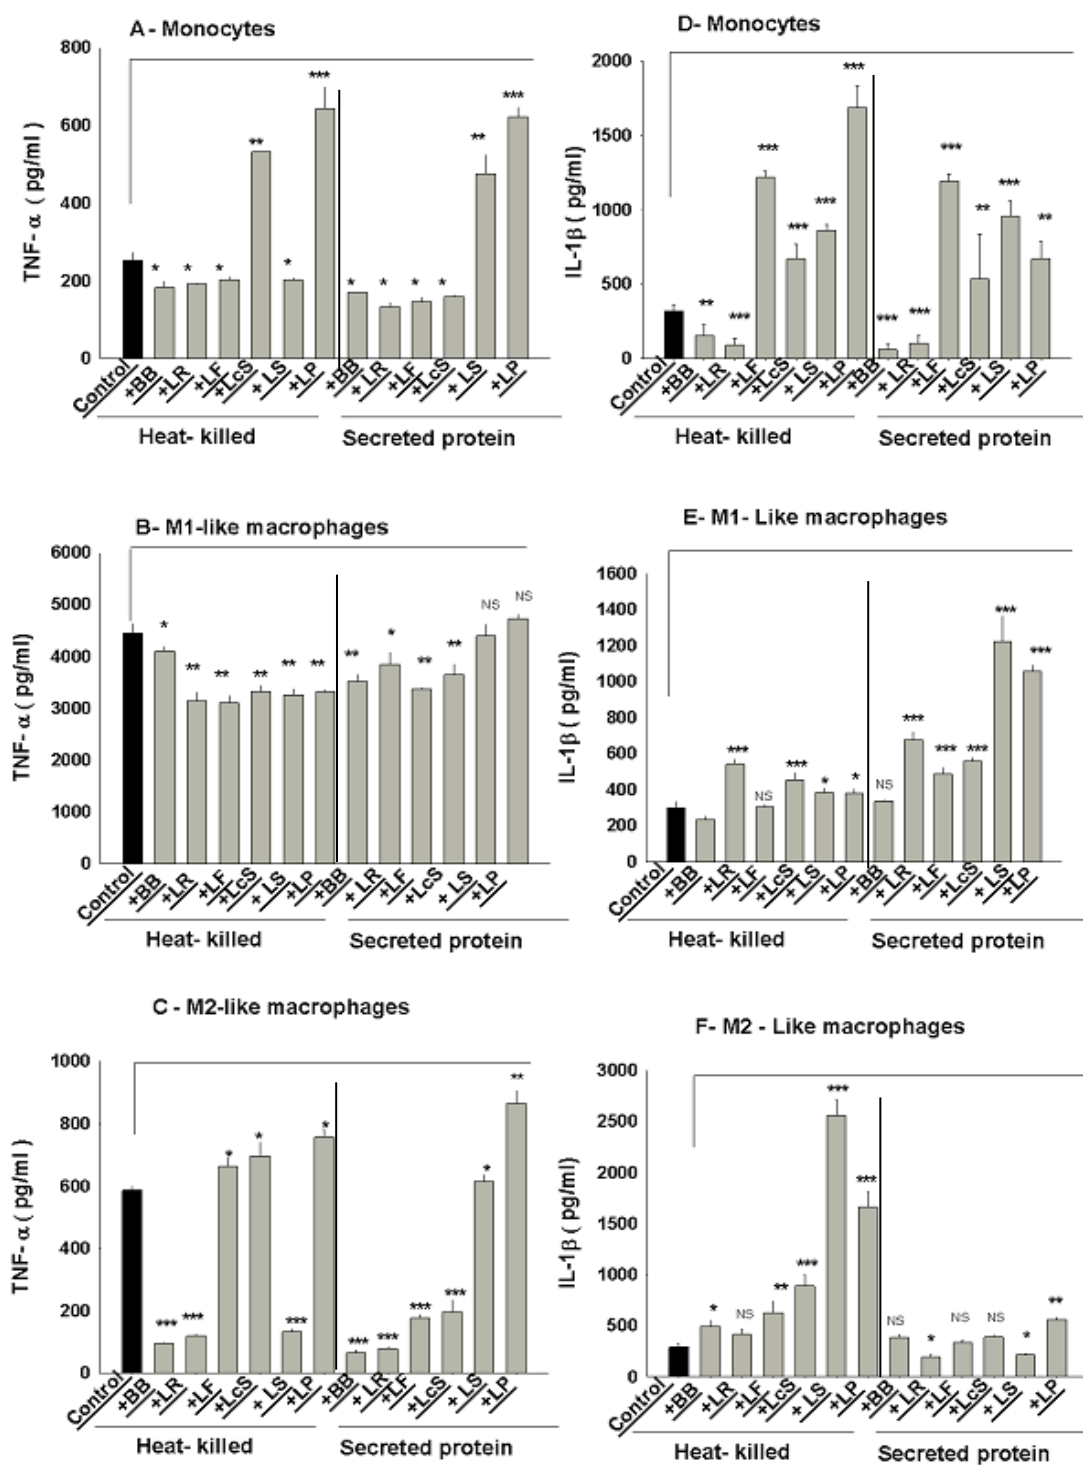 A - Monocytes
TNF- α ( pg/ml )
800
600
400
200
0
* * * ** * *** * * * * ** ***
Control +BB +LR +LF +LcS + LS +LP +BB + LR +LF +LcS + LS +LP
Heat- killed Secreted protein
D- Monocytes
IL-1β ( pg/ml)
2000
1500
1000
500
0
** *** *** *** *** *** *** *** *** ** *** **
Control +BB +LR +LF +LcS + LS +LP +BB + LR +LF +LcS + LS +LP
Heat- killed Secreted protein
B- M1-like macrophages
TNF- α ( pg/ml)
6000
5000
4000
3000
2000
1000
0
* ** ** ** ** ** ** * ** ** NS NS
Control +BB +LR +LF +LcS + LS +LP +BB + LR +LF +LcS + LS +LP
Heat- killed Secreted protein
E- M1- Like macrophages
IL-1β ( pg/ml)
1600
1400
1200
1000
800
600
400
200
0
*** NS *** * * NS *** *** *** *** ***
Control +BB +LR +LF +LcS + LS +LP +BB +LR +LF +LcS + LS +LP
Heat- killed Secreted protein
C - M2-like macrophages
TNF- α ( pg/ml )
1000
800
600
400
200
0
*** *** * * *** * *** *** *** *** * **
Control +BB +LR +LF +LcS + LS +LP +BB + LR +LF +LcS + LS +LP
Heat- killed Secreted protein
F- M2 - Like macrophages
IL-1β ( pg/ml)
3000
2500
2000
1500
1000
500
0
* NS ** *** *** *** NS * NS NS * **
Control +BB +LR +LF +LcS + LS +LP +BB + LR +LF +LcS + LS +LP
Heat- killed Secreted protein